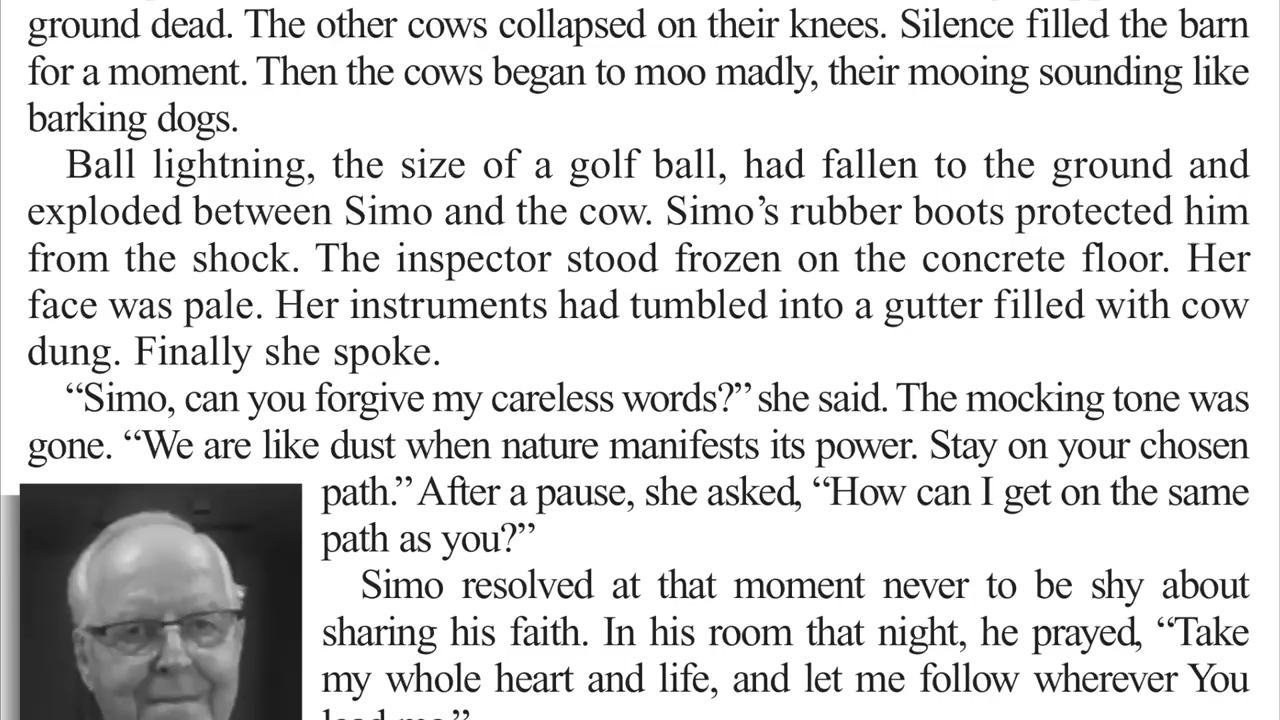 ground dead. The other cows collapsed on their knees. Silence filled the barn
for a moment. Then the cows began to moo madly, their mooing sounding like
barking dogs.
Ball lightning, the size of a golf ball, had fallen to the ground and
exploded between Simo and the cow. Simo’s rubber boots protected him
from the shock. The inspector stood frozen on the concrete floor. Her
face was pale. Her instruments had tumbled into a gutter filled with cow
dung. Finally she spoke.
“Simo, can you forgive my careless words?” she said. The mocking tone was
gone. “We are like dust when nature manifests its power. Stay on your chosen
path.” After a pause, she asked, “How can I get on the same
path as you?”
Simo resolved at that moment never to be shy about
sharing his faith. In his room that night, he prayed, “Take
my whole heart and life, and let me follow wherever You